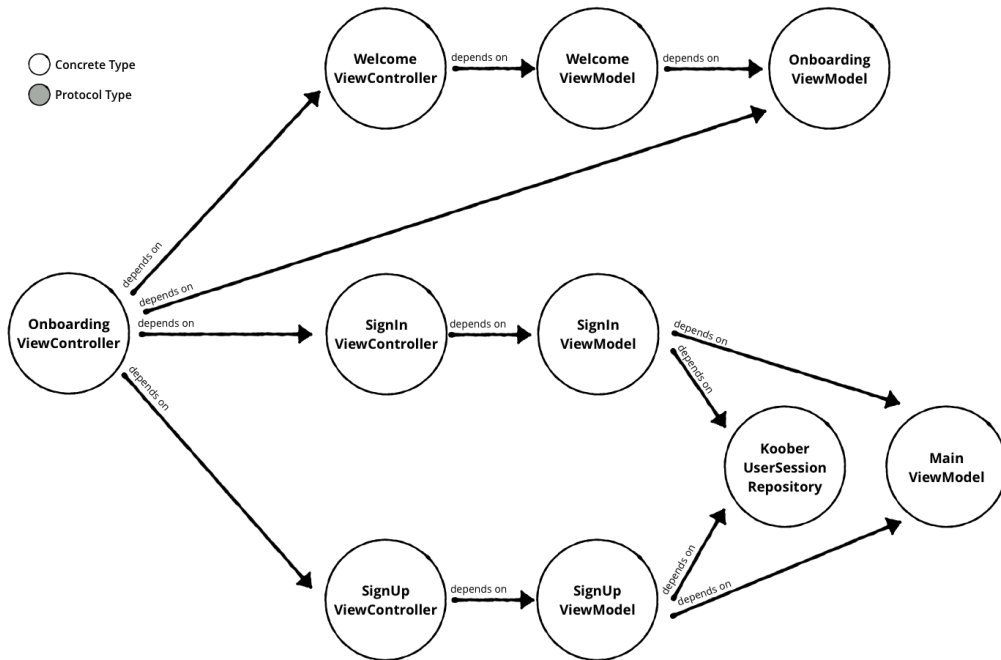 Concrete Type
Protocol Type
Welcome
ViewController
depends on
Welcome
ViewModel
depends on
Onboarding
ViewModel
depends on
depends on
Onboarding
ViewController
depends on
SignIn
ViewController
depends on
SignIn
ViewModel
depends on
depends on
depends on
Koober
UserSession
Repository
Main
ViewModel
SignUp
ViewController
depends on
SignUp
ViewModel
depends on
depends on